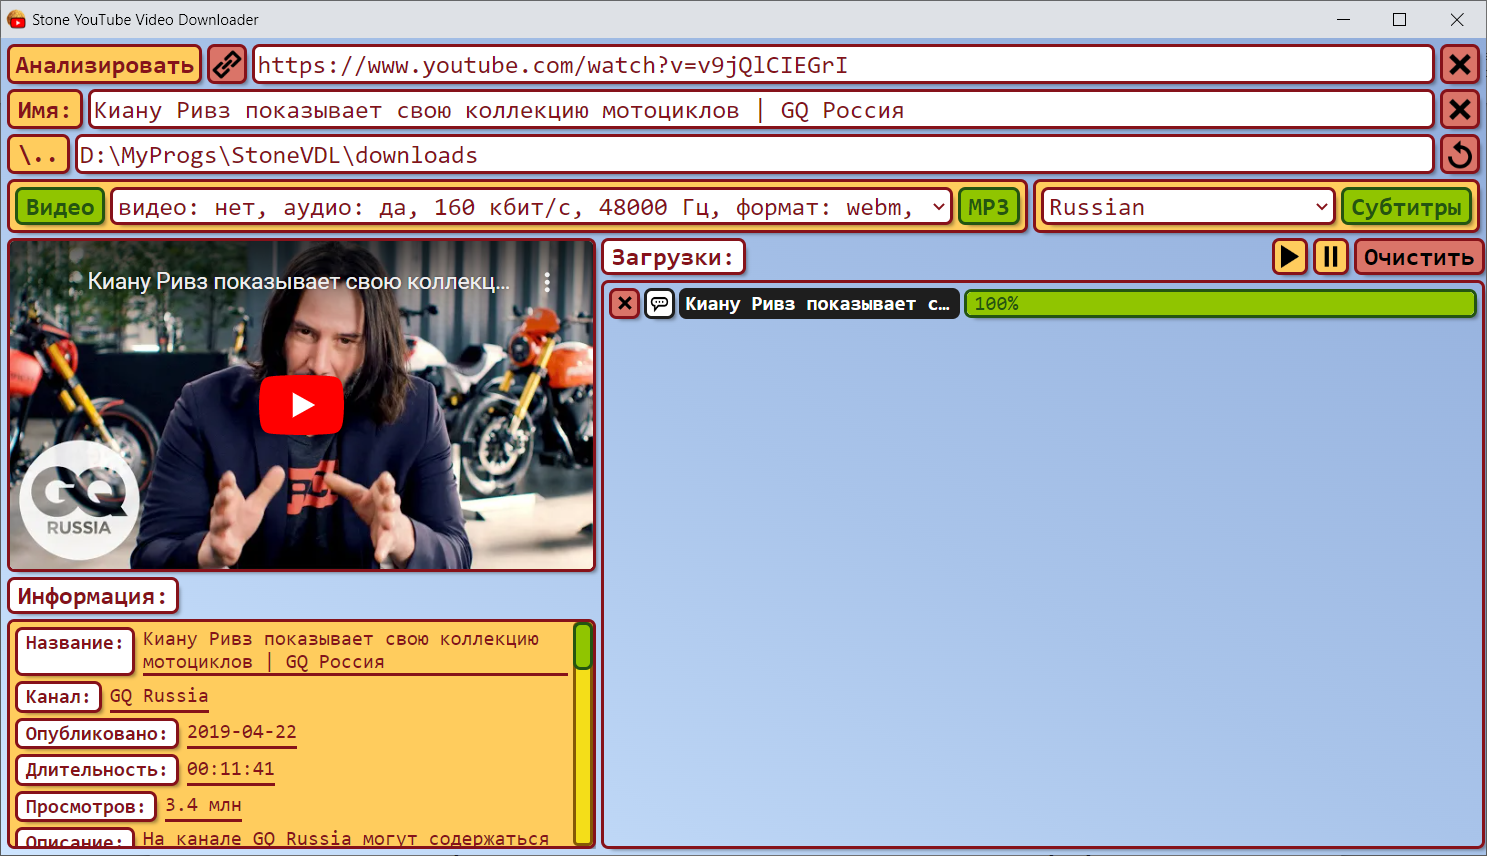 Stone YouTube Video Downloader
Анализировать https://www.youtube.com/watch?v=v9jQlCIEGrI
Имя: Киану Ривз показывает свою коллекцию мотоциклов | GQ Россия
\.. D:\MyProgs\StoneVDL\downloads
Видео видео: нет, аудио: да, 160 кбит/с, 48000 Гц, формат: webm, MP3 Russian Субтитры
Киану Ривз показывает свою коллекц...
GQ
RUSSIA
Загрузки: Очистить
Киану Ривз показывает с… 100%
Информация:
Название: Киану Ривз показывает свою коллекцию
мотоциклов | GQ Россия
Канал: GQ Russia
Опубликовано: 2019-04-22
Длительность: 00:11:41
Просмотров: 3.4 млн
Описание: На канале GQ Russia могут содержаться